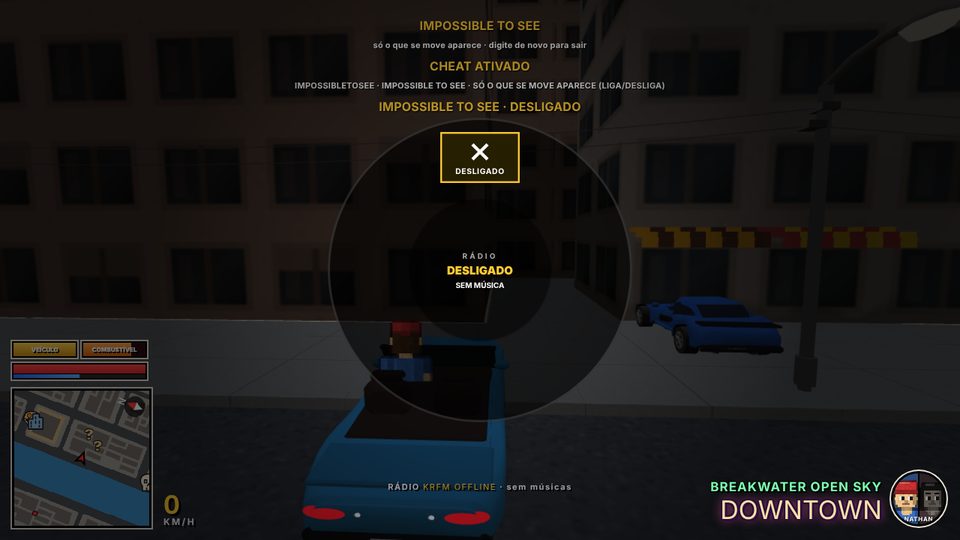 IMPOSSIBLE TO SEE
só o que se move aparece · digite de novo para sair
CHEAT ATIVADO
IMPOSSIBLETOSEE · IMPOSSIBLE TO SEE · SÓ O QUE SE MOVE APARECE (LIGA/DESLIGA)
IMPOSSIBLE TO SEE · DESLIGADO
DESLIGADO
RÁDIO
DESLIGADO
SEM MÚSICA
VEÍCULO
COMBUSTÍVEL
N
? ?
0
KM/H
RÁDIO KRFM OFFLINE · sem músicas
BREAKWATER OPEN SKY
DOWNTOWN
NATHAN